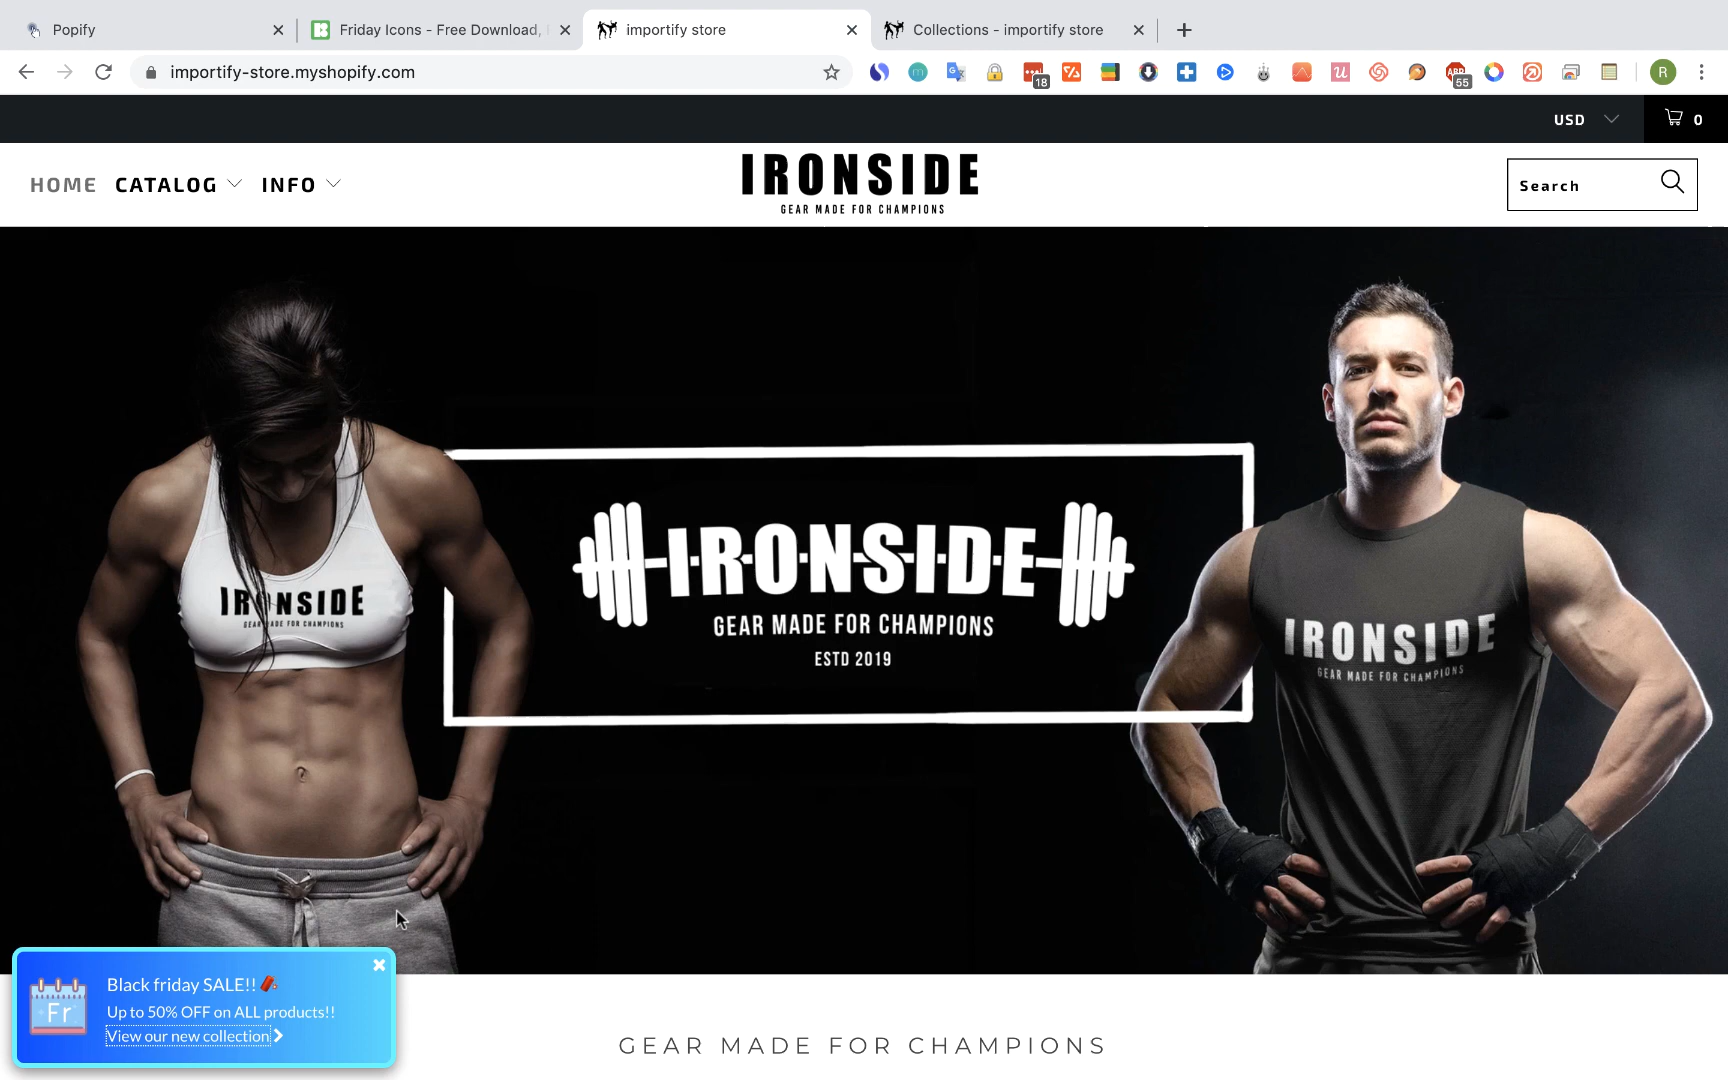 Popify
Friday Icons - Free Download,
importify store
Collections - importify store
importify-store.myshopify.com
18
55
R
USD
0
HOME
CATALOG
INFO
IRONSIDE
GEAR MADE FOR CHAMPIONS
Search
IRONSIDE
GEAR MADE FOR CHAMPIONS
ESTD 2019
IRONSIDE
GEAR MADE FOR CHAMPIONS
IRONSIDE
GEAR MADE FOR CHAMPIONS
Fr
Black friday SALE!!
Up to 50% OFF on ALL products!!
View our new collection
GEAR MADE FOR CHAMPIONS